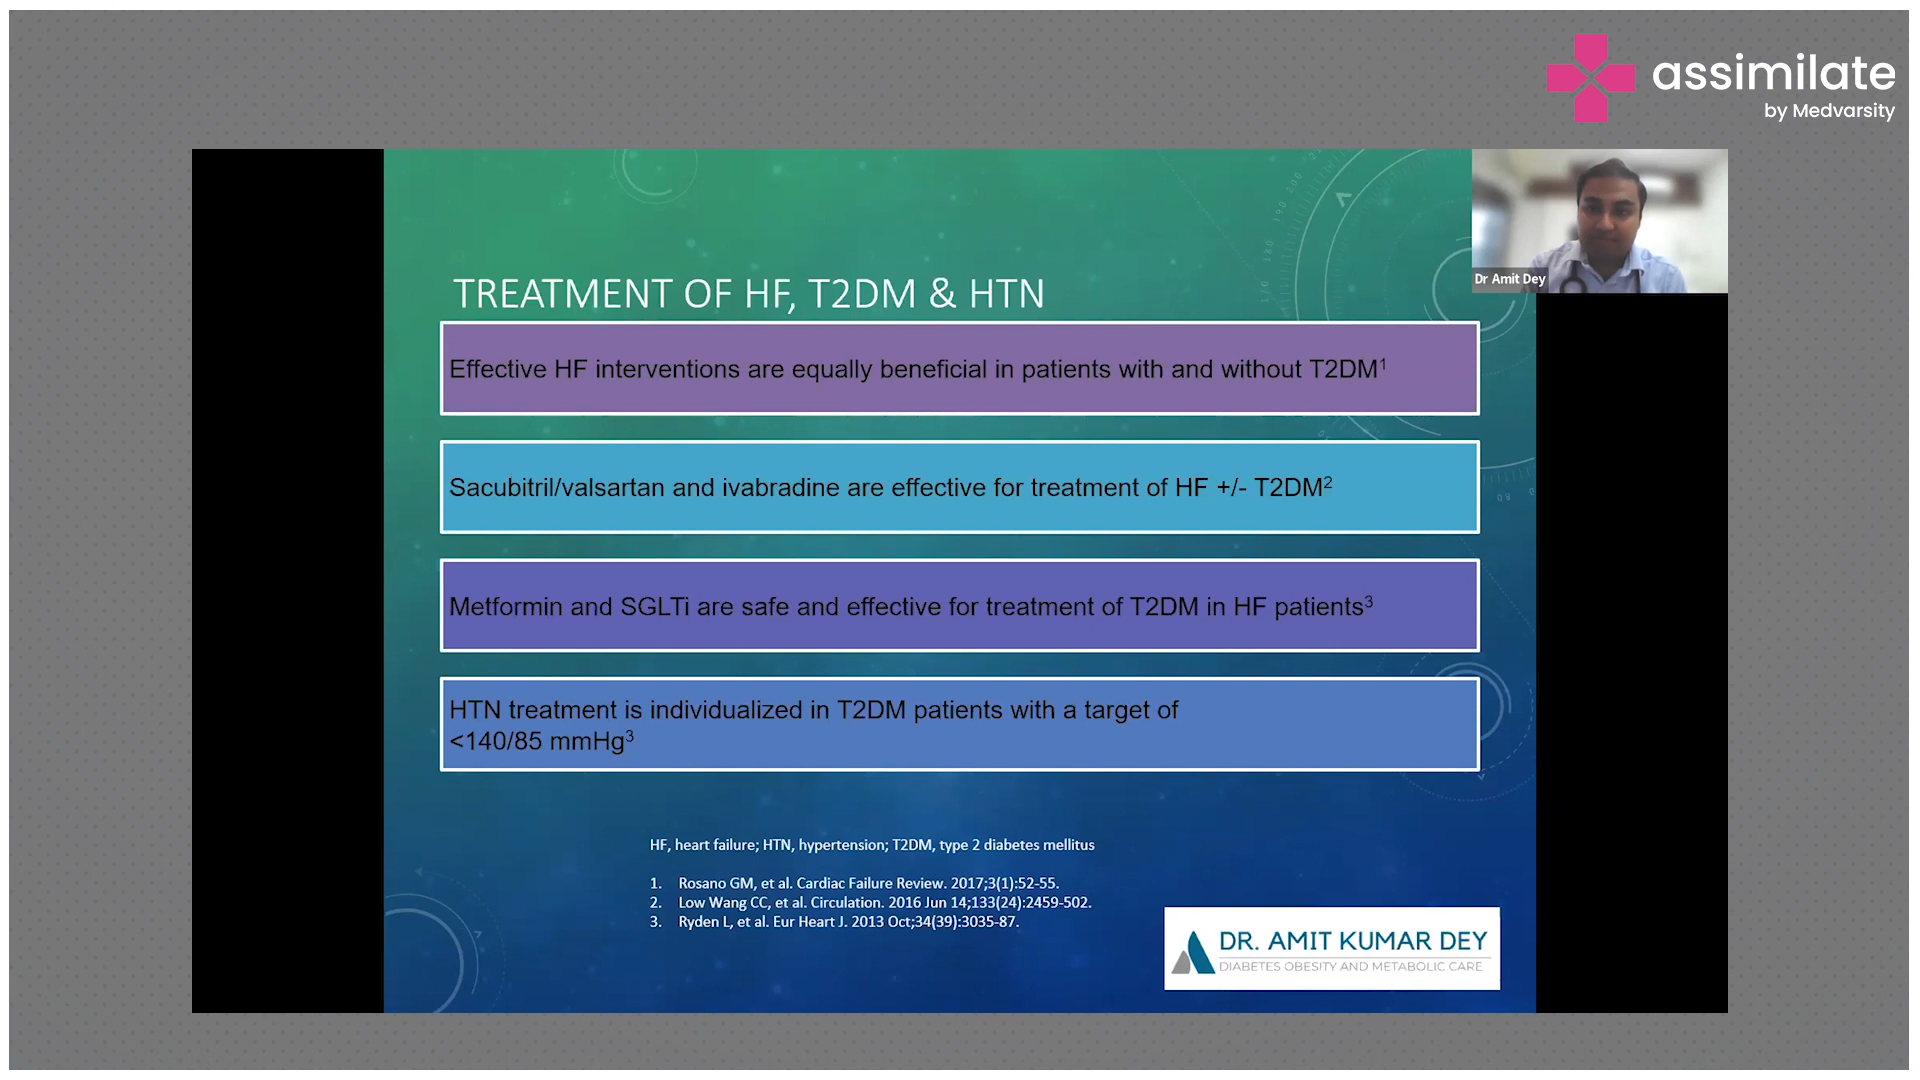 assimilate
by Medvarsity
Dr Amit Dey
TREATMENT OF HF, T2DM & HTN
Effective HF interventions are equally beneficial in patients with and without T2DM¹
Sacubitril/valsartan and ivabradine are effective for treatment of HF +/- T2DM²
Metformin and SGLTi are safe and effective for treatment of T2DM in HF patients³
HTN treatment is individualized in T2DM patients with a target of
<140/85 mmHg³
HF, heart failure; HTN, hypertension; T2DM, type 2 diabetes mellitus
1. Rosano GM, et al. Cardiac Failure Review. 2017;3(1):52-55.
2. Low Wang CC, et al. Circulation. 2016 Jun 14;133(24):2459-502.
3. Ryden L, et al. Eur Heart J. 2013 Oct;34(39):3035-87.
DR. AMIT KUMAR DEY
DIABETES OBESITY AND METABOLIC CARE